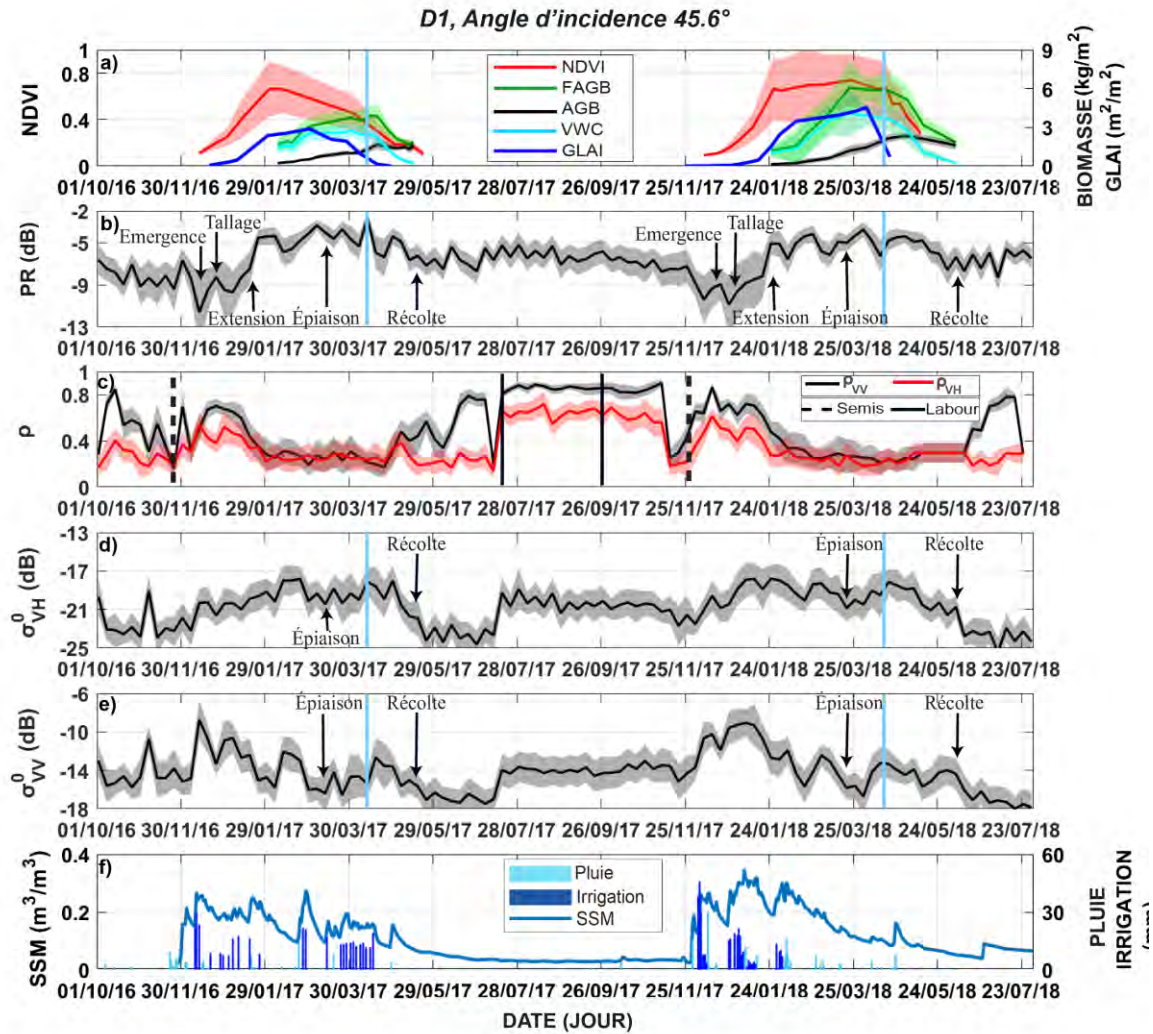 D1, Angle d'incidence 45.6°
a)
NDVI
1
0.8
0.4
0
NDVI
FAGB
AGB
VWC
GLAI
9
6
3
0
BIOMASSE(kg/m²)
GLAI (m²/m²)
01/10/16 30/11/16 29/01/17 30/03/17 29/05/17 28/07/17 26/09/17 25/11/17 24/01/18 25/03/18 24/05/18 23/07/18
b)
PR (dB)
-2
-5
-9
-13
Emergence
Tallage
Extension
Épiaison
Récolte
Emergence
Tallage
Extension
Épiaison
Récolte
01/10/16 30/11/16 29/01/17 30/03/17 29/05/17 28/07/17 26/09/17 25/11/17 24/01/18 25/03/18 24/05/18 23/07/18
c)
ρ
1
0.8
0.4
0
ρVV
ρVH
Semis
Labour
01/10/16 30/11/16 29/01/17 30/03/17 29/05/17 28/07/17 26/09/17 25/11/17 24/01/18 25/03/18 24/05/18 23/07/18
d)
σ⁰VH (dB)
-13
-17
-21
-25
Épiaison
Récolte
Épiaison
Récolte
01/10/16 30/11/16 29/01/17 30/03/17 29/05/17 28/07/17 26/09/17 25/11/17 24/01/18 25/03/18 24/05/18 23/07/18
e)
σ⁰VV (dB)
-6
-10
-14
-18
Épiaison
Récolte
Épiaison
Récolte
01/10/16 30/11/16 29/01/17 30/03/17 29/05/17 28/07/17 26/09/17 25/11/17 24/01/18 25/03/18 24/05/18 23/07/18
f)
SSM (m³/m³)
0.4
0.2
0
Pluie
Irrigation
SSM
60
30
0
PLUIE
IRRIGATION
(mm)
01/10/16 30/11/16 29/01/17 30/03/17 29/05/17 28/07/17 26/09/17 25/11/17 24/01/18 25/03/18 24/05/18 23/07/18
DATE (JOUR)